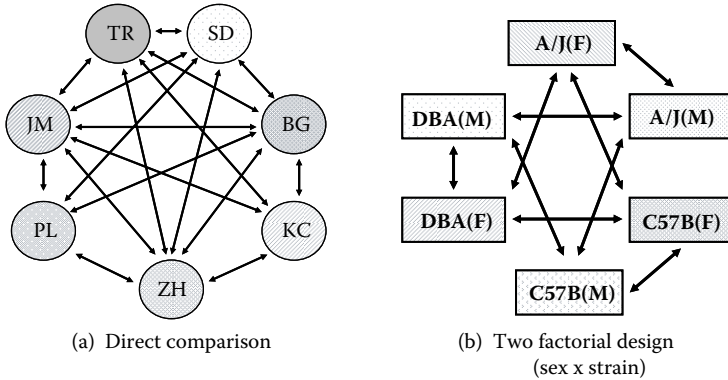 TR
SD
JM
BG
PL
KC
ZH
(a) Direct comparison
A/J(F)
DBA(M)
A/J(M)
DBA(F)
C57B(F)
C57B(M)
(b) Two factorial design
(sex x strain)